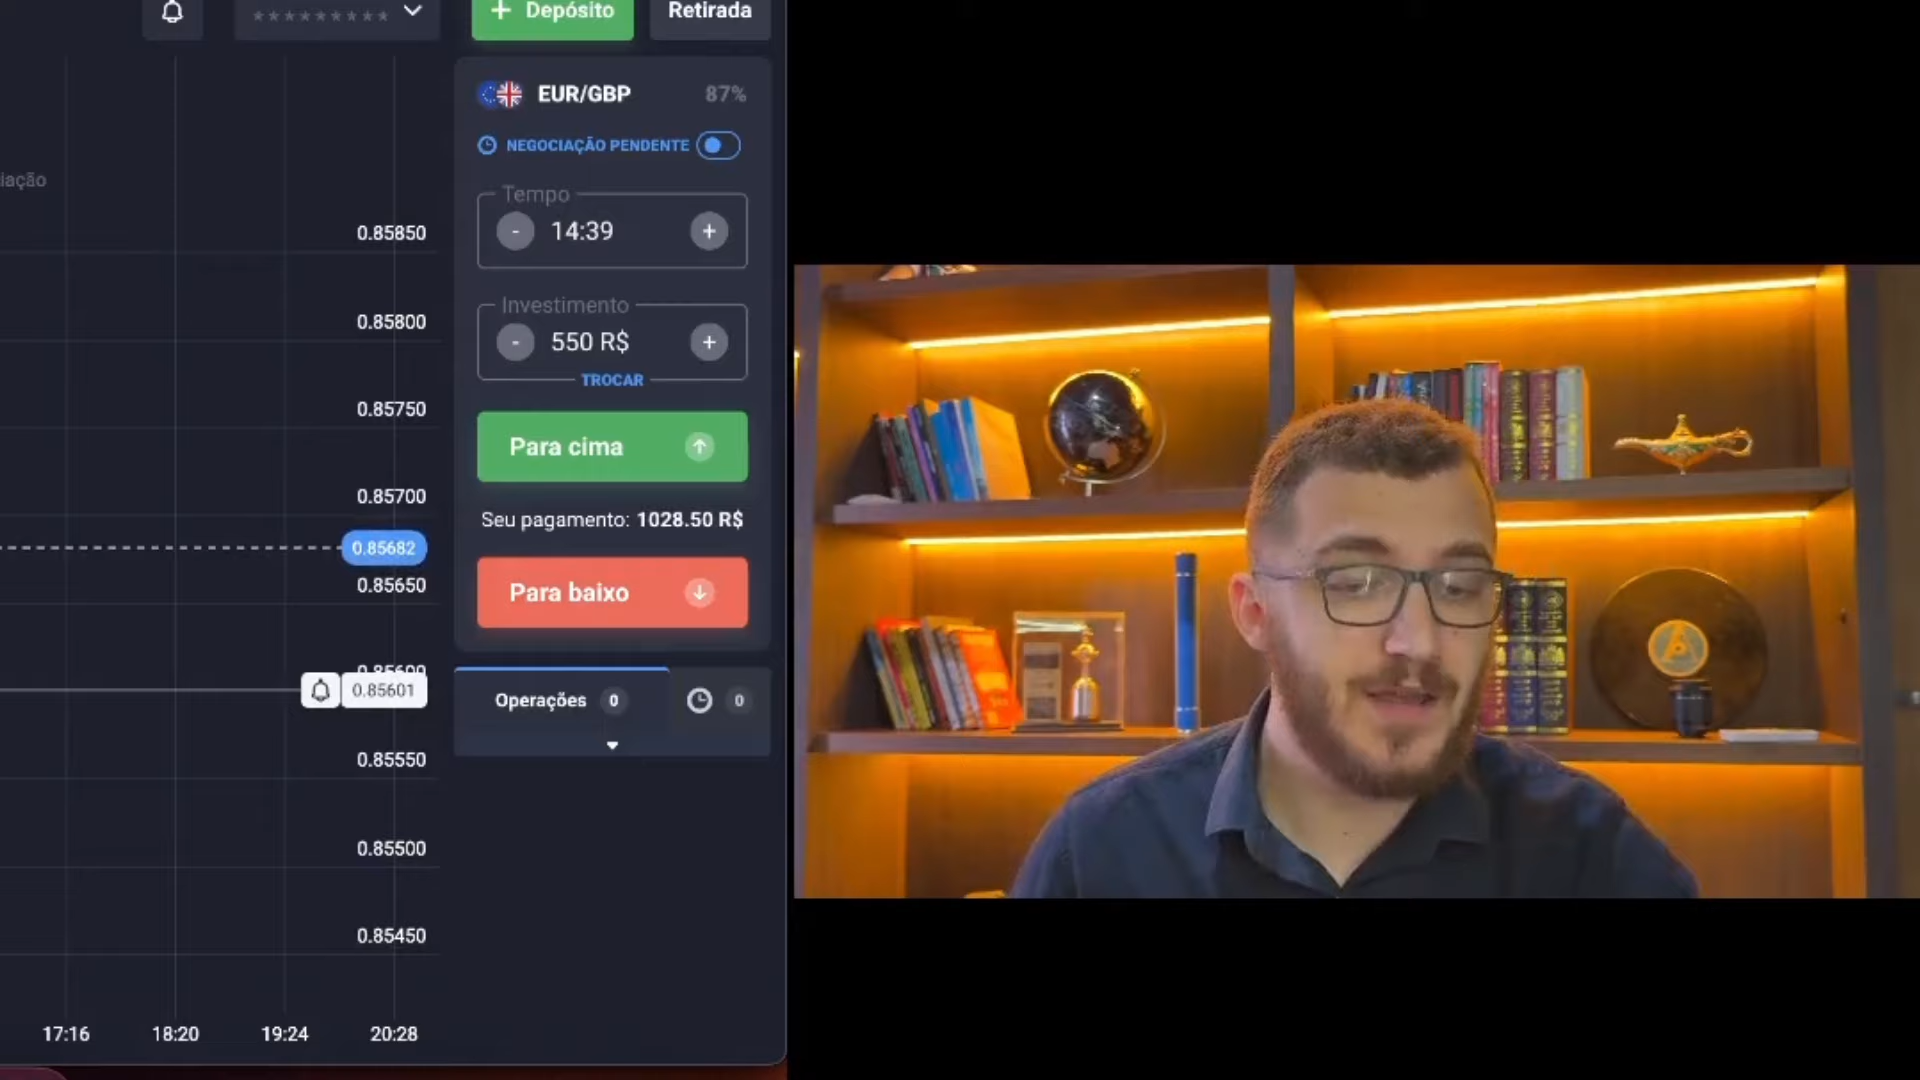 *********
+ Depósito
Retirada
EUR/GBP
87%
NEGOCIAÇÃO PENDENTE
iação
Tempo
- 14:39 +
0.85850
Investimento
0.85800
- 550 R$ +
TROCAR
0.85750
Para cima
0.85700
Seu pagamento: 1028.50 R$
0.85682
0.85650
Para baixo
0.85600
0.85601
Operações 0
0
0.85550
0.85500
0.85450
17:16
18:20
19:24
20:28